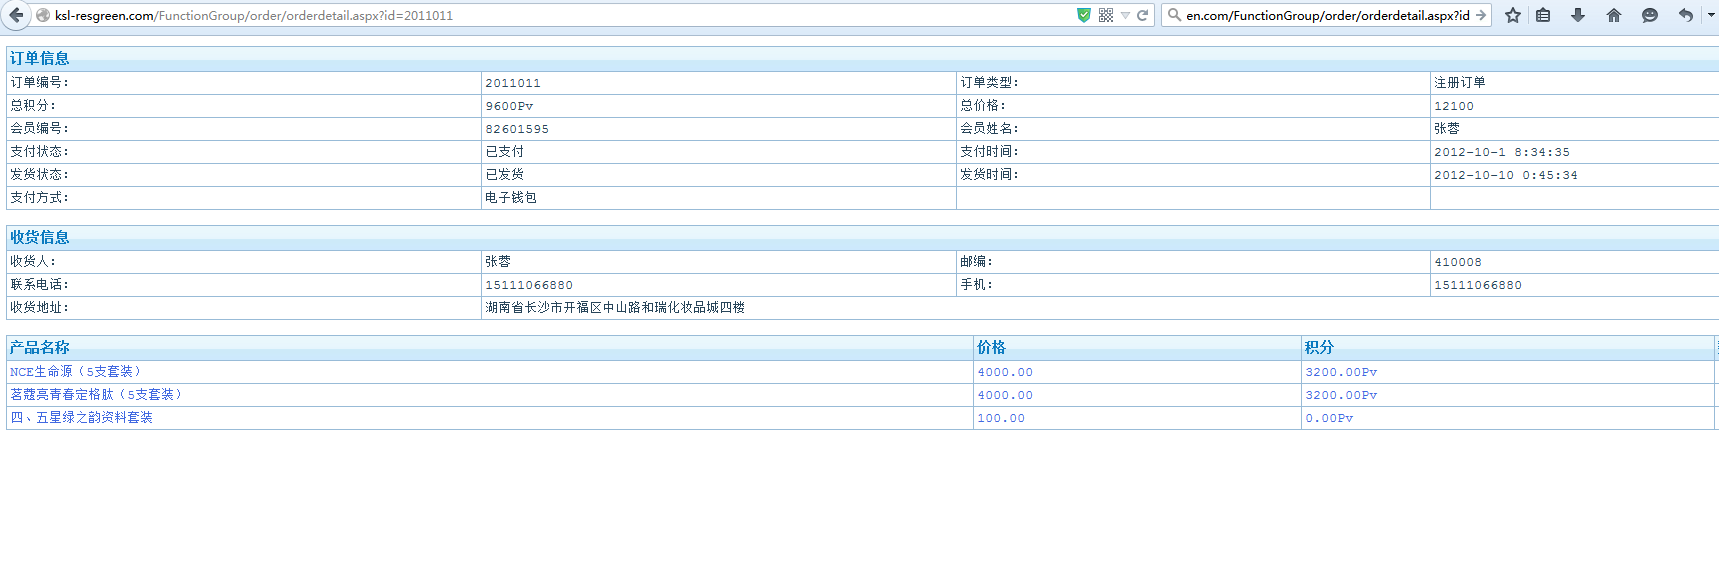 ksl-resgreen.com/FunctionGroup/order/orderdetail.aspx?id=2011011 en.com/FunctionGroup/order/orderdetail.aspx?id
订单信息
订单编号： 2011011 订单类型： 注册订单
总积分： 9600Pv 总价格： 12100
会员编号： 82601595 会员姓名： 张蓉
支付状态： 已支付 支付时间： 2012-10-1 8:34:35
发货状态： 已发货 发货时间： 2012-10-10 0:45:34
支付方式： 电子钱包
收货信息
收货人： 张蓉 邮编： 410008
联系电话： 15111066880 手机： 15111066880
收货地址： 湖南省长沙市开福区中山路和瑞化妆品城四楼
产品名称 价格 积分
NCE生命源（5支套装） 4000.00 3200.00Pv
茗蔻亮青春定格肽（5支套装） 4000.00 3200.00Pv
四、五星绿之韵资料套装 100.00 0.00Pv